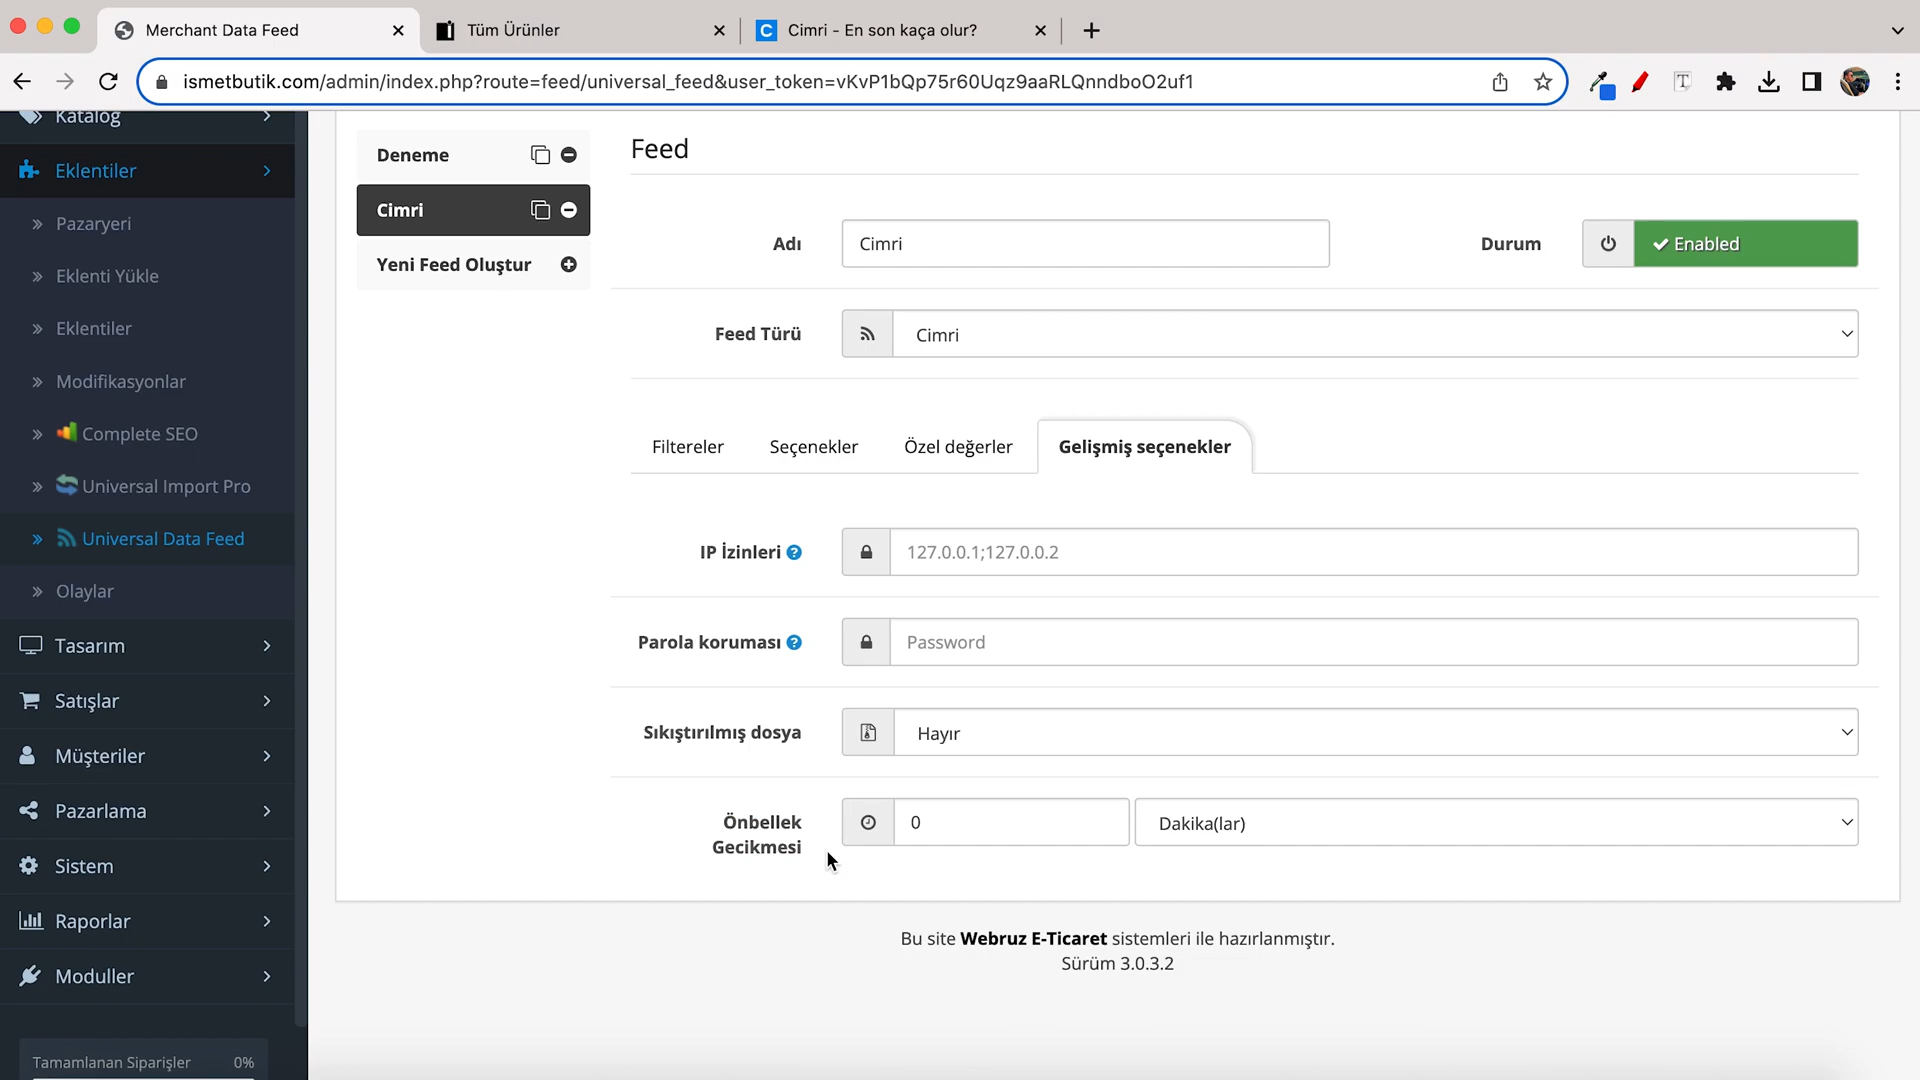 Merchant Data Feed
Tüm Ürünler
Cimri - En son kaça olur?
ismetbutik.com/admin/index.php?route=feed/universal_feed&user_token=vKvP1bQp75r60Uqz9aaRLQnndboO2uf1
Katalog
Eklentiler
Pazaryeri
Eklenti Yükle
Eklentiler
Modifikasyonlar
Complete SEO
Universal Import Pro
Universal Data Feed
Olaylar
Tasarım
Satışlar
Müşteriler
Pazarlama
Sistem
Raporlar
Moduller
Tamamlanan Siparişler 0%
Deneme
Cimri
Yeni Feed Oluştur
Feed
Adı Cimri Durum Enabled
Feed Türü Cimri
Filtereler Seçenekler Özel değerler Gelişmiş seçenekler
IP İzinleri ? 127.0.0.1;127.0.0.2
Parola koruması ? Password
Sıkıştırılmış dosya Hayır
Önbellek Gecikmesi 0 Dakika(lar)
Bu site Webruz E-Ticaret sistemleri ile hazırlanmıştır.
Sürüm 3.0.3.2